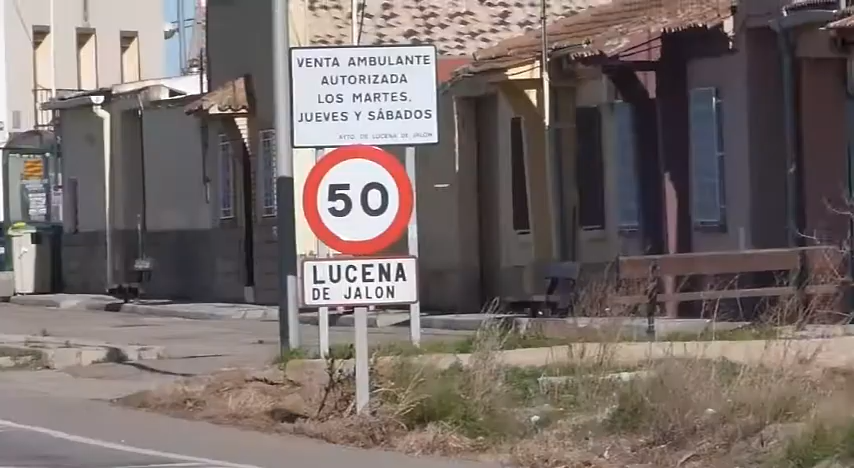 VENTA AMBULANTE
AUTORIZADA
LOS MARTES,
JUEVES Y SÁBADOS
AYTO. DE LUCENA DE JALON
50
LUCENA
DE JALON